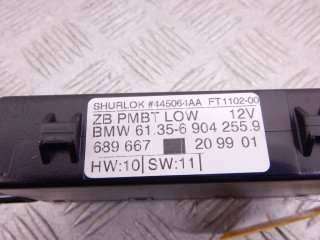 SHURLOK #445064AA FT1102-00
ZB PMBT LOW 12V
BMW 61.35-6 904 255.9
689 667 20 99 01
HW:10 SW:11